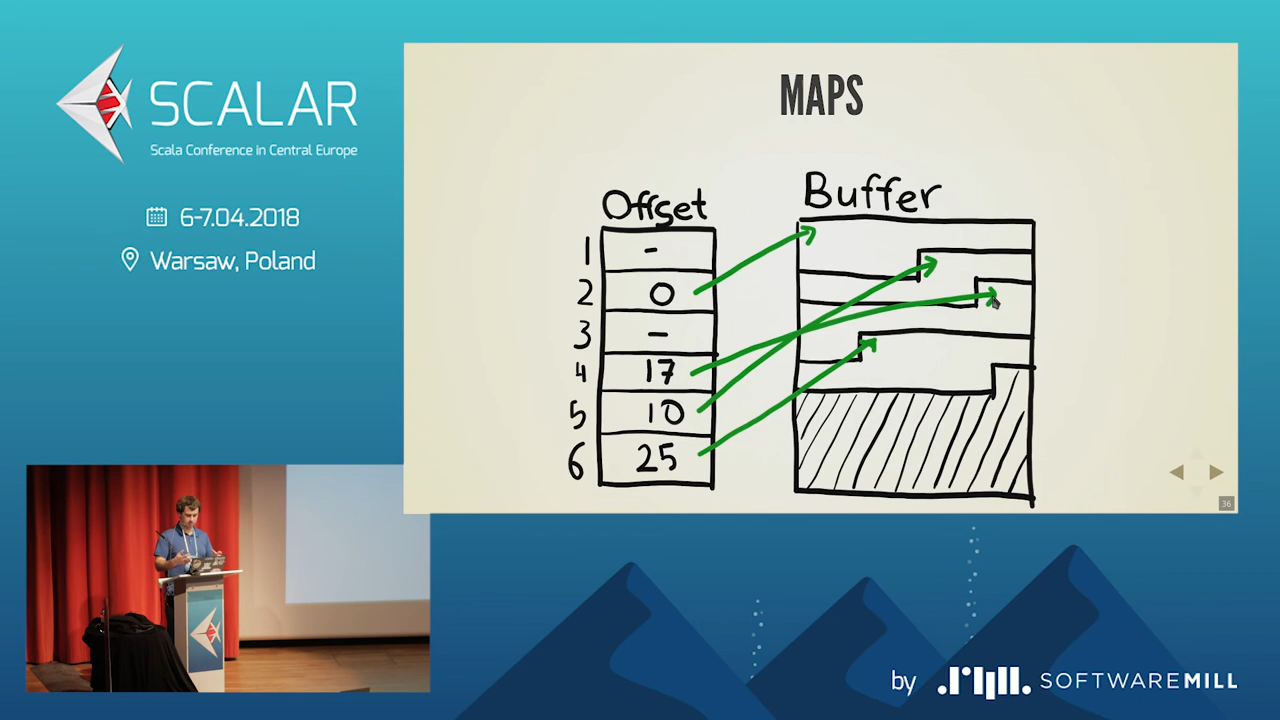 SCALAR
Scala Conference in Central Europe
6-7.04.2018
Warsaw, Poland
MAPS
Offset
Buffer
1 -
2 0
3 -
4 17
5 10
6 25
36
by SOFTWAREMILL